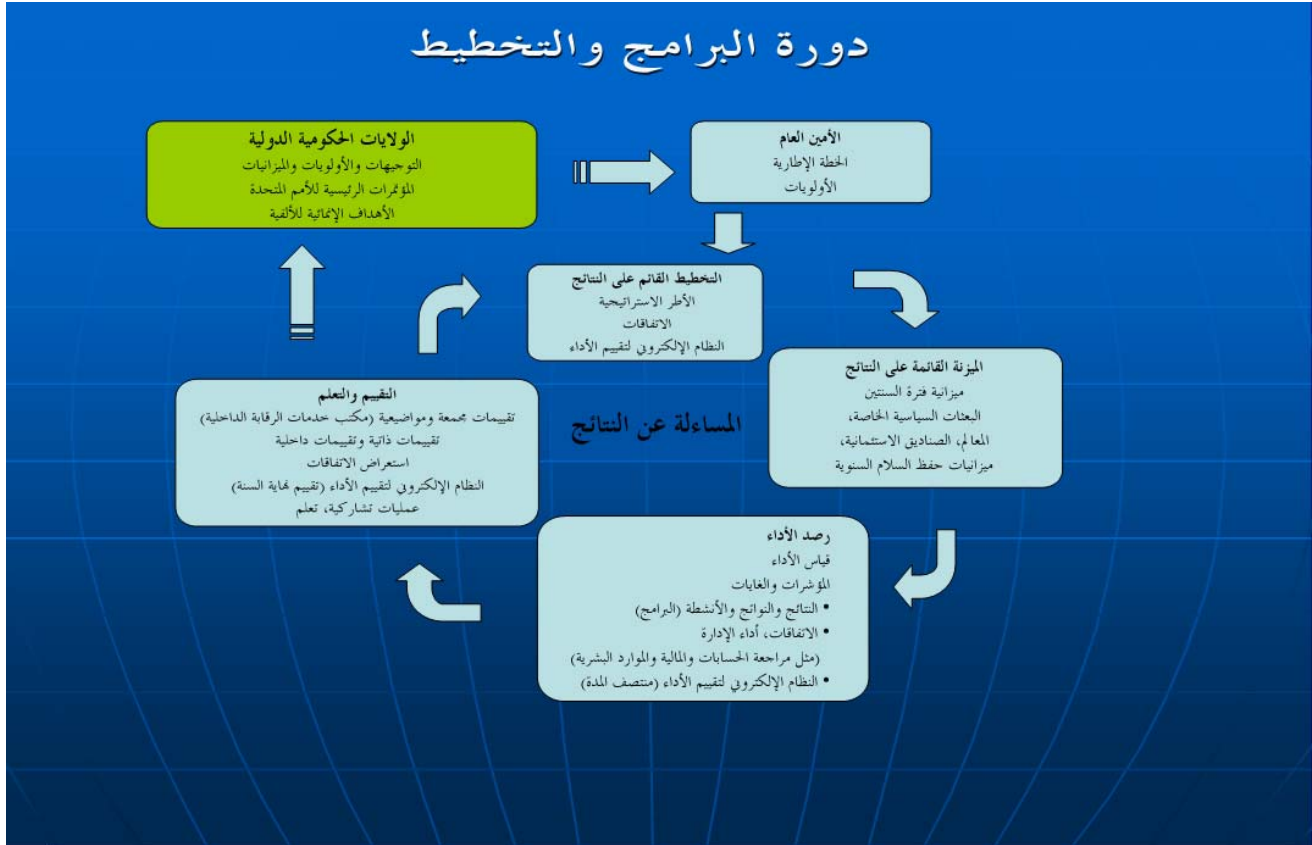 دورة البرامج والتخطيط
الأمين العام
الخطة الإطارية
الأولويات
الولايات الحكومية الدولية
التوجيهات والأولويات والميزانيات
المؤتمرات الرئيسية للأمم المتحدة
الأهداف الإنمائية للألفية
التخطيط القائم على النتائج
الأطر الاستراتيجية
الاتفاقات
النظام الإلكتروني لتقييم الأداء
الميزنة القائمة على النتائج
ميزانية فترة السنتين
البعثات السياسية الخاصة،
المعالم، الصناديق الاستئمانية،
ميزانيات حفظ السلام السنوية
المساءلة عن النتائج
التقييم والتعلم
تقييمات مجمعة ومواضيعية (مكتب خدمات الرقابة الداخلية)
تقييمات ذاتية وتقييمات داخلية
استعراض الاتفاقات
النظام الإلكتروني لتقييم الأداء (تقييم نهاية السنة)
عمليات تشاركية، تعلم
رصد الأداء
قياس الأداء
المؤشرات والغايات
• النتائج والنواتج والأنشطة (البرامج)
• الاتفاقات، أداء الإدارة
(مثل مراجعة الحسابات والمالية والموارد البشرية)
• النظام الإلكتروني لتقييم الأداء (منتصف المدة)